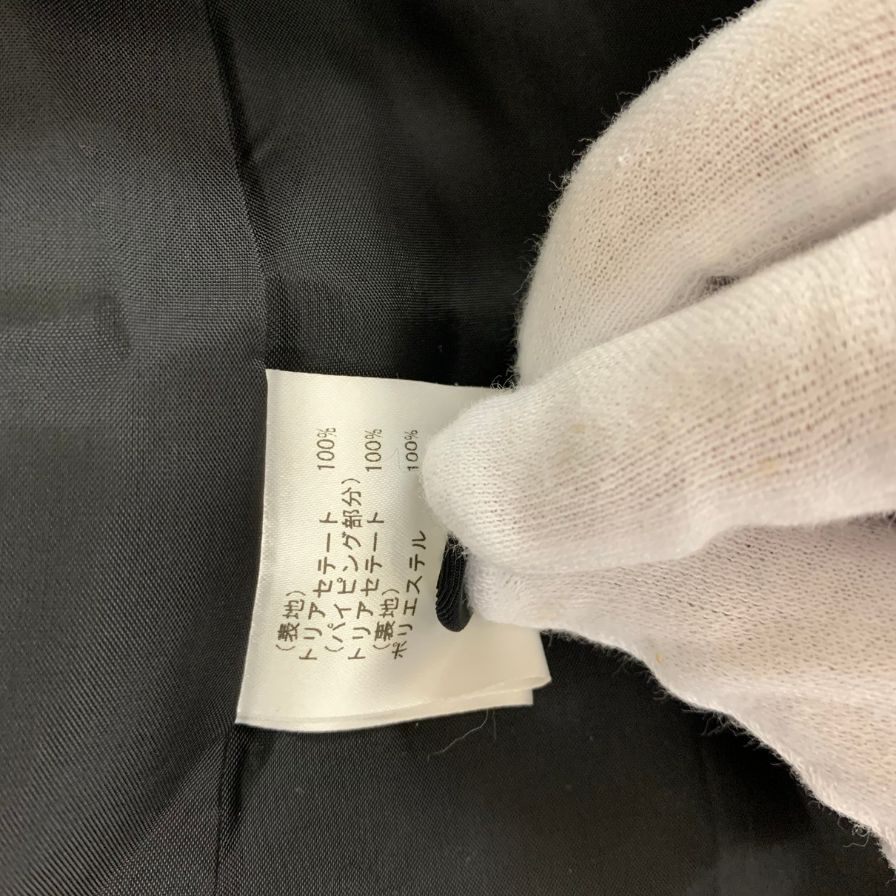 (表地)
トリアセテート 100%
(パイピング部分)
トリアセテート 100%
(裏地)
ポリエステル 100%